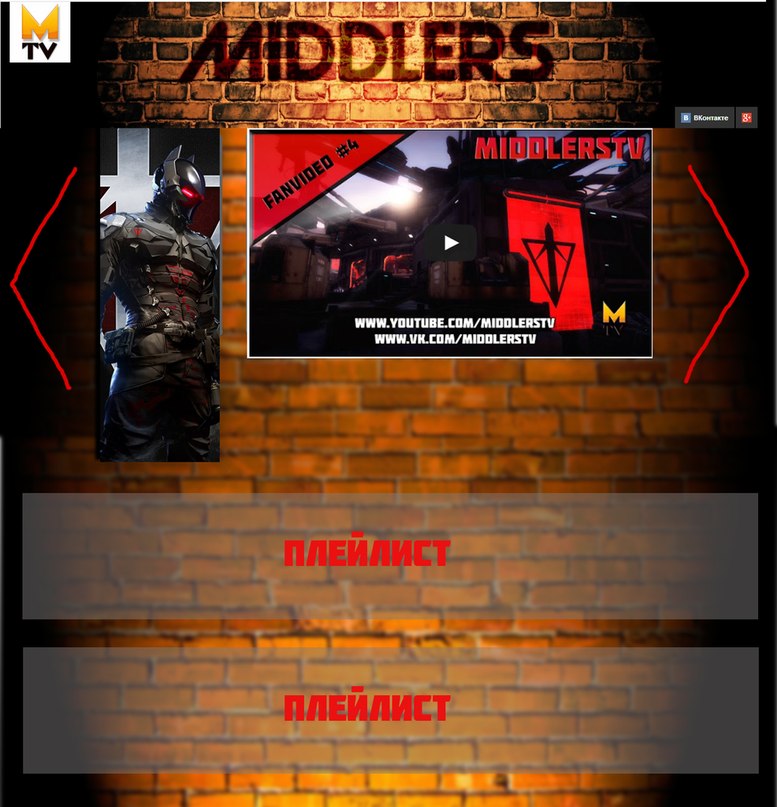 M
TV
MIDDLERS
ВКонтакте
g+
FANVIDEO #4
MIDDLERSTV
WWW.YOUTUBE.COM/MIDDLERSTV
WWW.VK.COM/MIDDLERSTV
M
TV
ПЛЕЙЛИСТ
ПЛЕЙЛИСТ